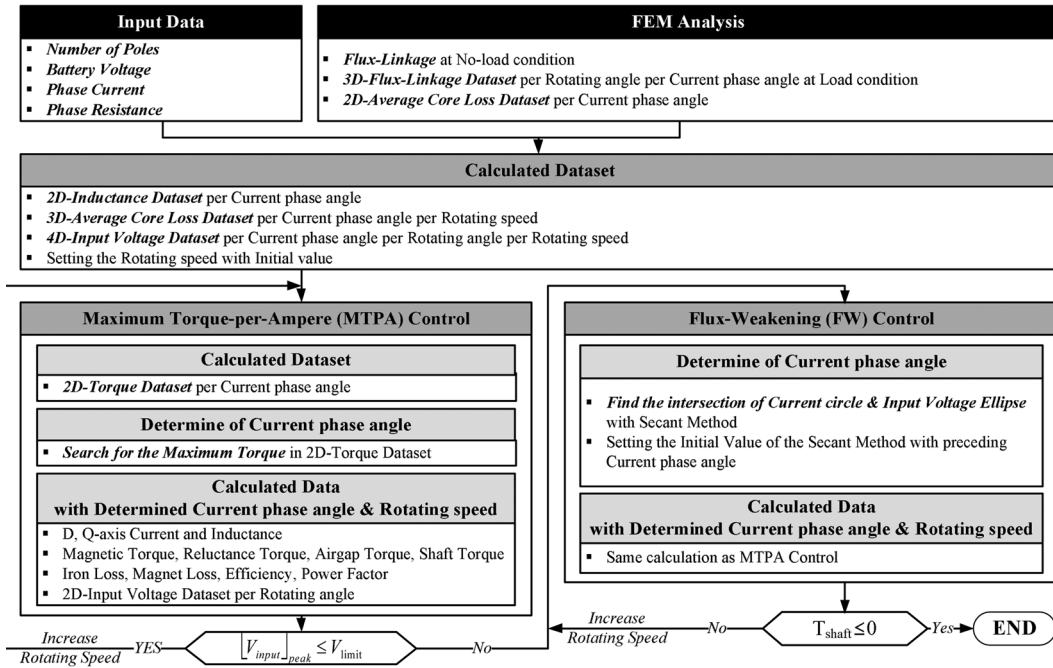 Input Data
▪ Number of Poles
▪ Battery Voltage
▪ Phase Current
▪ Phase Resistance
FEM Analysis
▪ Flux-Linkage at No-load condition
▪ 3D-Flux-Linkage Dataset per Rotating angle per Current phase angle at Load condition
▪ 2D-Average Core Loss Dataset per Current phase angle
Calculated Dataset
▪ 2D-Inductance Dataset per Current phase angle
▪ 3D-Average Core Loss Dataset per Current phase angle per Rotating speed
▪ 4D-Input Voltage Dataset per Current phase angle per Rotating angle per Rotating speed
▪ Setting the Rotating speed with Initial value
Maximum Torque-per-Ampere (MTPA) Control
Calculated Dataset
▪ 2D-Torque Dataset per Current phase angle
Determine of Current phase angle
▪ Search for the Maximum Torque in 2D-Torque Dataset
Calculated Data
with Determined Current phase angle & Rotating speed
▪ D, Q-axis Current and Inductance
▪ Magnetic Torque, Reluctance Torque, Airgap Torque, Shaft Torque
▪ Iron Loss, Magnet Loss, Efficiency, Power Factor
▪ 2D-Input Voltage Dataset per Rotating angle
Increase
Rotating Speed
YES
⌊V_input⌋_peak ≤ V_limit
No
Flux-Weakening (FW) Control
Determine of Current phase angle
▪ Find the intersection of Current circle & Input Voltage Ellipse
with Secant Method
▪ Setting the Initial Value of the Secant Method with preceding
Current phase angle
Calculated Data
with Determined Current phase angle & Rotating speed
▪ Same calculation as MTPA Control
Increase
Rotating Speed
No
T_shaft ≤ 0
Yes
END